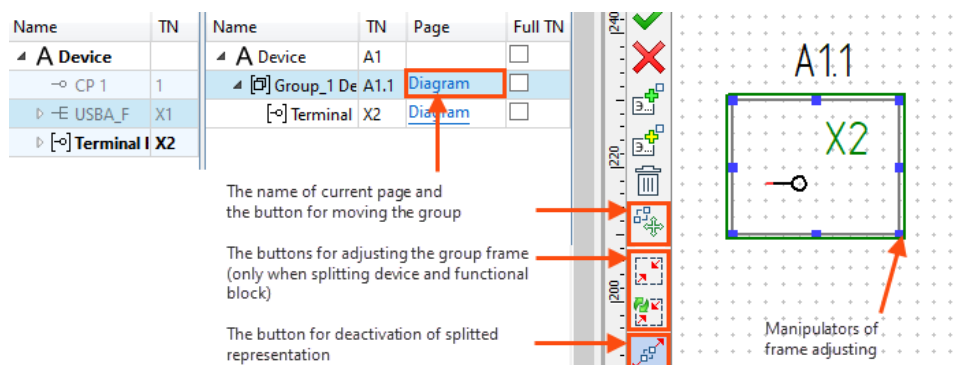 Name TN
A Device
CP 1 1
USBA_F X1
Terminal I X2
Name TN Page Full TN
A Device A1
Group_1 De A1.1 Diagram
Terminal X2 Diagram
The name of current page and
the button for moving the group
The buttons for adjusting the group frame
(only when splitting device and functional
block)
The button for deactivation of splitted
representation
240
Э...
Э...
220
200
A1.1
X2
Manipulators of
frame adjusting